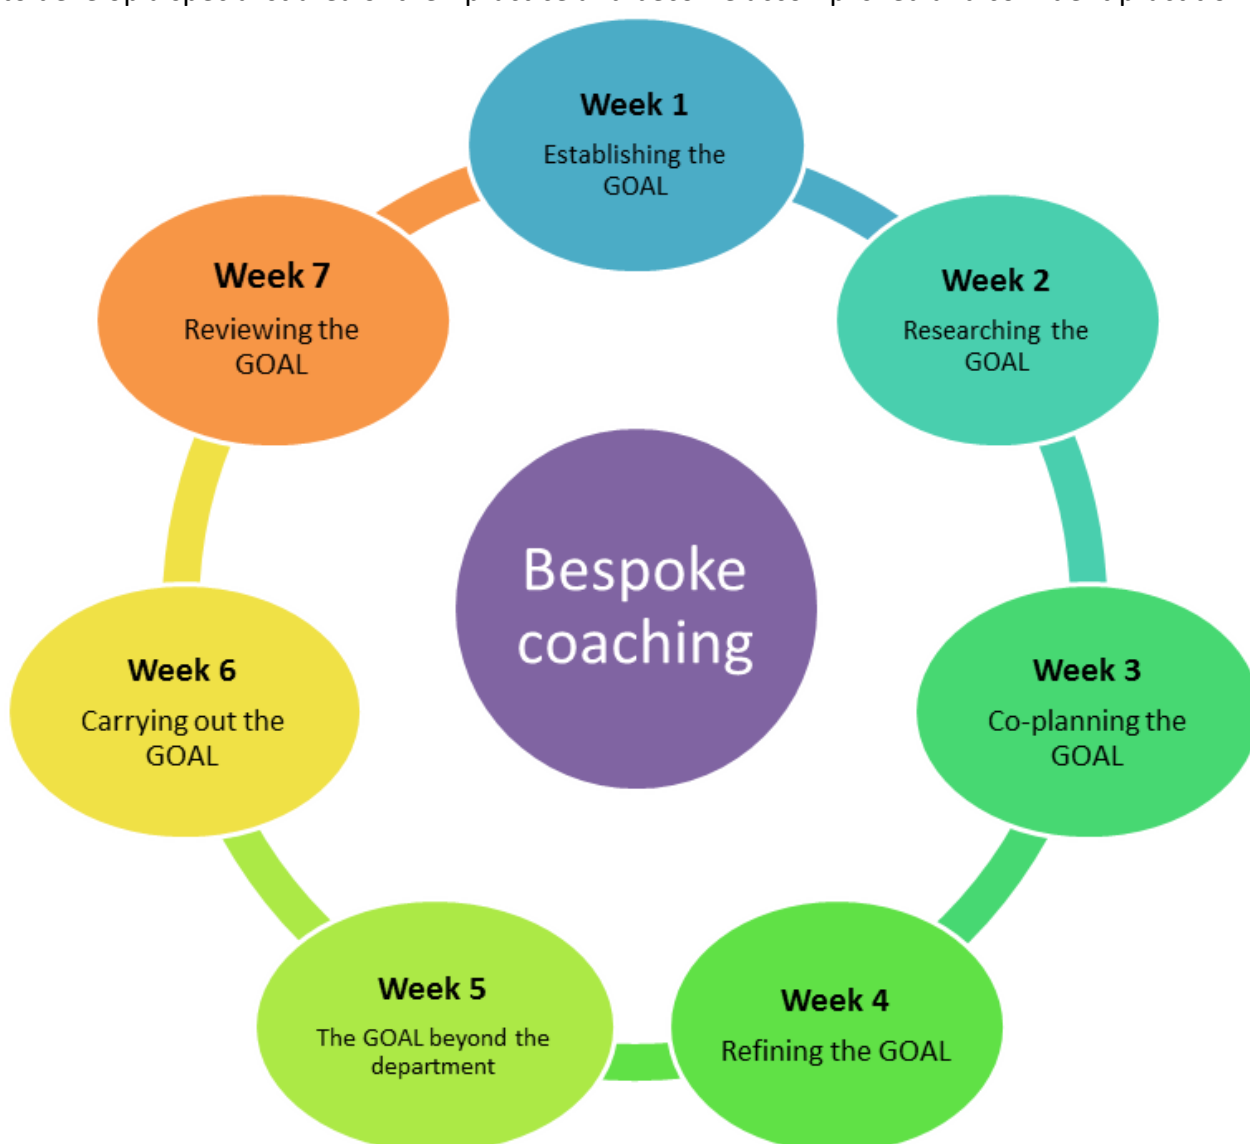 Week 1
Establishing the
GOAL
Week 2
Researching the
GOAL
Week 3
Co-planning the
GOAL
Week 4
Refining the GOAL
Week 5
The GOAL beyond the
department
Week 6
Carrying out the
GOAL
Week 7
Reviewing the
GOAL
Bespoke
coaching